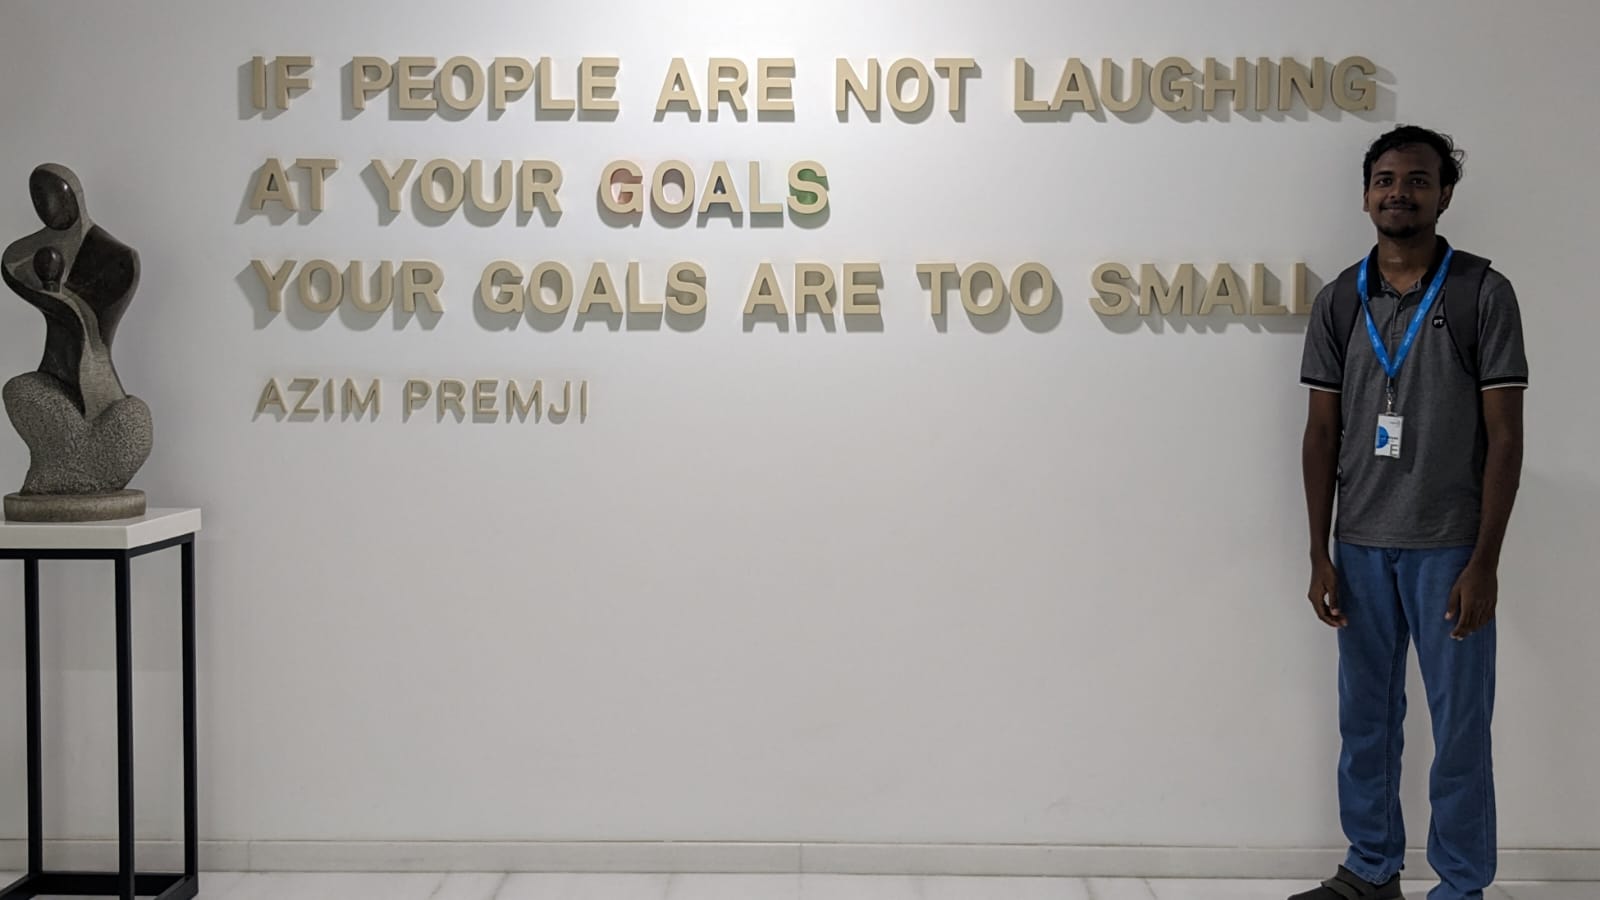 IF PEOPLE ARE NOT LAUGHING
AT YOUR GOALS
YOUR GOALS ARE TOO SMALL
AZIM PREMJI